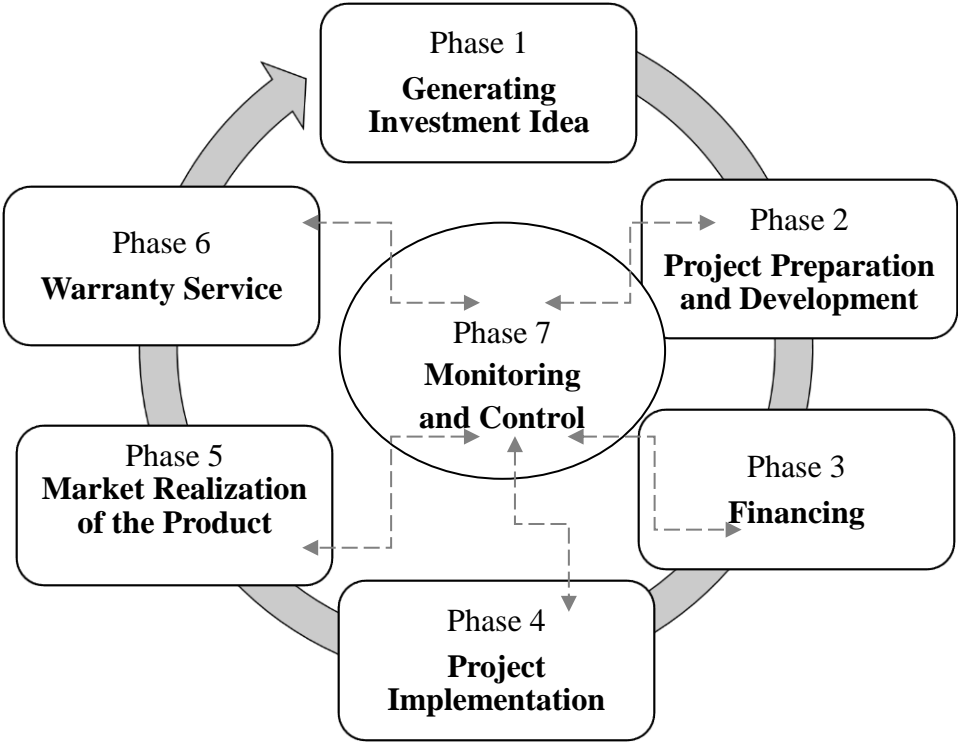 Phase 1
Generating
Investment Idea
Phase 2
Project Preparation
and Development
Phase 3
Financing
Phase 4
Project
Implementation
Phase 5
Market Realization
of the Product
Phase 6
Warranty Service
Phase 7
Monitoring
and Control